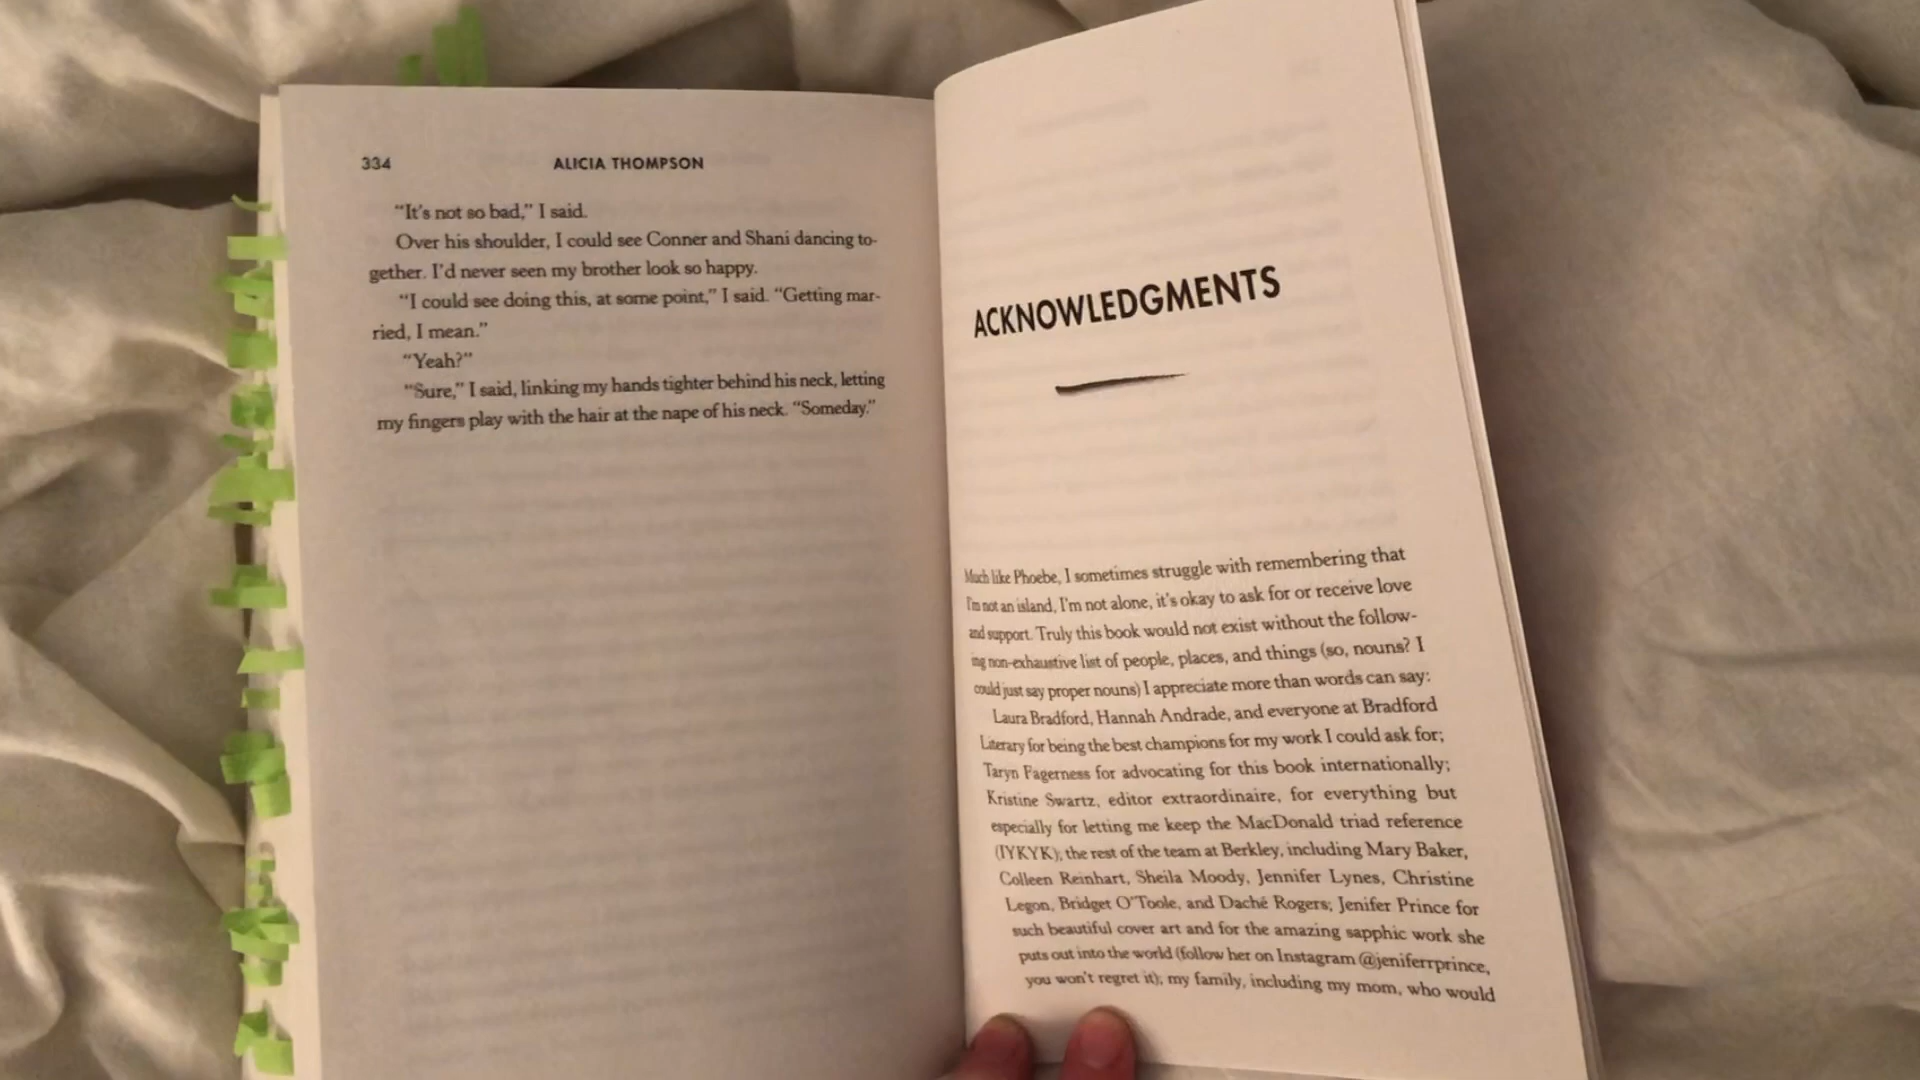 334
ALICIA THOMPSON
“It’s not so bad,” I said.
Over his shoulder, I could see Conner and Shani dancing to-
gether. I’d never seen my brother look so happy.
“I could see doing this, at some point,” I said. “Getting mar-
ried, I mean.”
“Yeah?”
“Sure,” I said, linking my hands tighter behind his neck, letting
my fingers play with the hair at the nape of his neck. “Someday.”
ACKNOWLEDGMENTS
Much like Phoebe, I sometimes struggle with remembering that
I’m not an island, I’m not alone, it’s okay to ask for or receive love
and support. Truly this book would not exist without the follow-
ing non-exhaustive list of people, places, and things (so, nouns? I
could just say proper nouns) I appreciate more than words can say:
Laura Bradford, Hannah Andrade, and everyone at Bradford
Literary for being the best champions for my work I could ask for;
Taryn Fagerness for advocating for this book internationally;
Kristine Swartz, editor extraordinaire, for everything but
especially for letting me keep the MacDonald triad reference
(IYKYK); the rest of the team at Berkley, including Mary Baker,
Colleen Reinhart, Sheila Moody, Jennifer Lynes, Christine
Legon, Bridget O’Toole, and Daché Rogers; Jenifer Prince for
such beautiful cover art and for the amazing sapphic work she
puts out into the world (follow her on Instagram @jeniferrprince,
you won’t regret it); my family, including my mom, who would